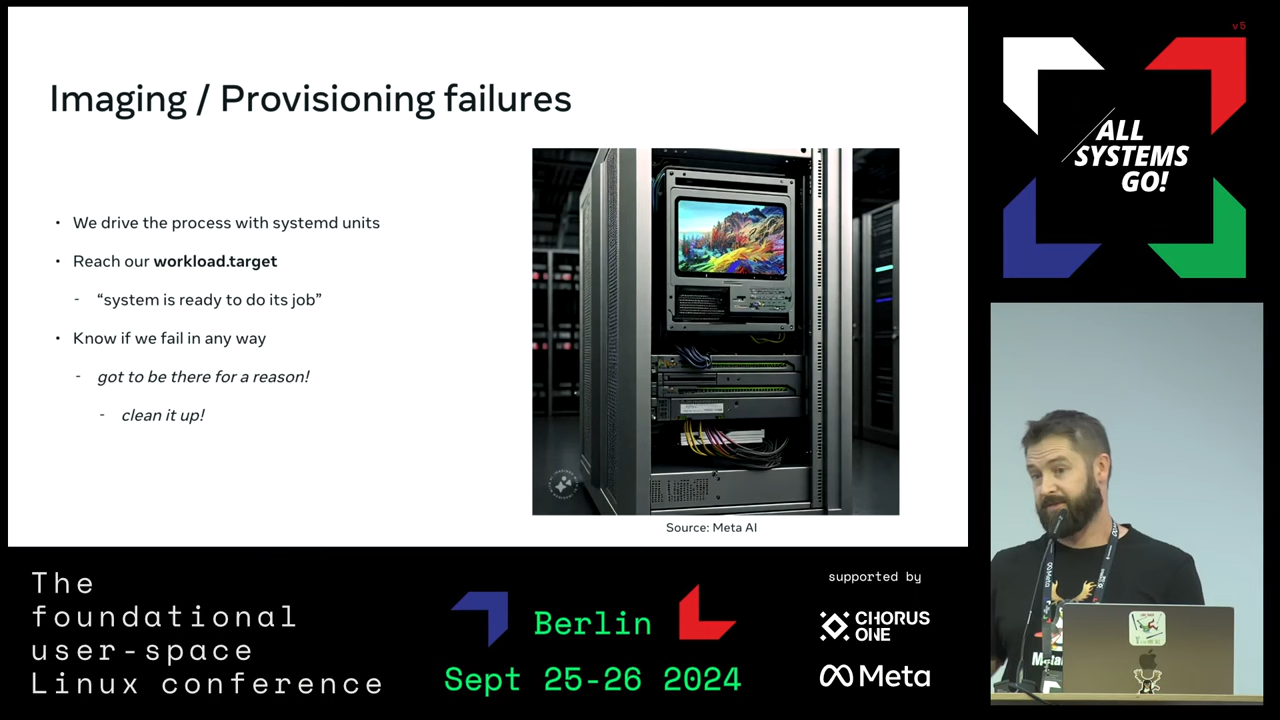 Imaging / Provisioning failures
• We drive the process with systemd units
• Reach our workload.target
- “system is ready to do its job”
• Know if we fail in any way
- got to be there for a reason!
- clean it up!
Source: Meta AI
v5
ALL
SYSTEMS
GO!
The
foundational
user-space
Linux conference
Berlin
Sept 25-26 2024
supported by
CHORUS
ONE
Meta
Meta